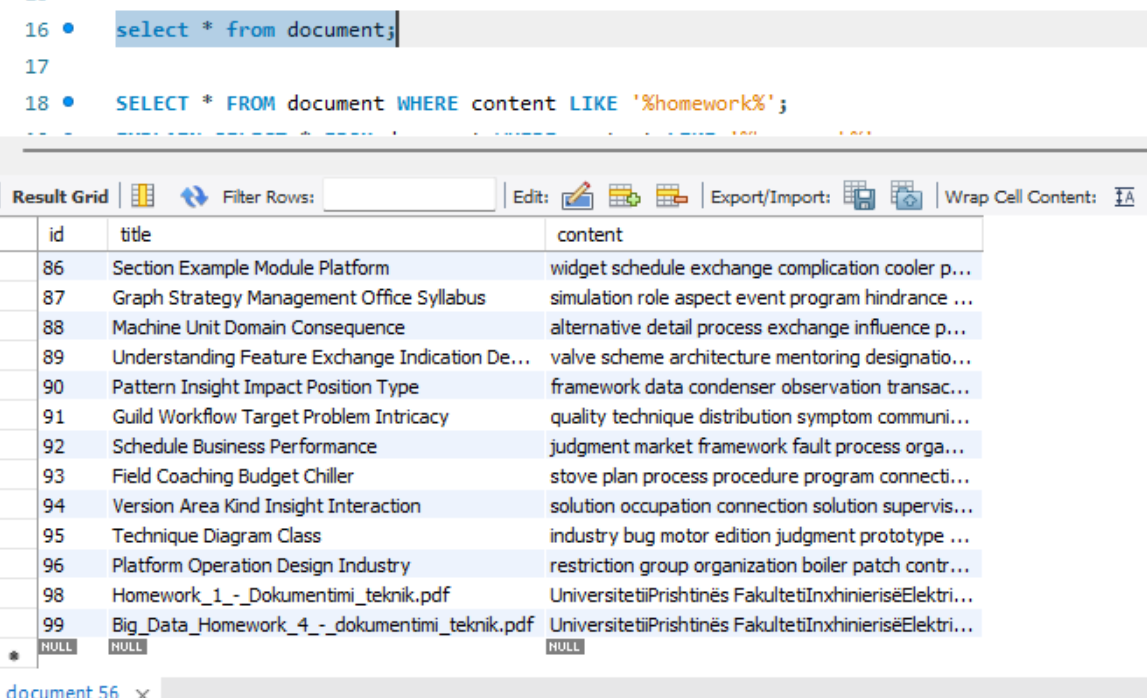 16 select * from document;
17
18 SELECT * FROM document WHERE content LIKE '%homework%';
Result Grid Filter Rows: Edit: Export/Import: Wrap Cell Content: IA
id title content
86 Section Example Module Platform widget schedule exchange complication cooler p...
87 Graph Strategy Management Office Syllabus simulation role aspect event program hindrance ...
88 Machine Unit Domain Consequence alternative detail process exchange influence p...
89 Understanding Feature Exchange Indication De... valve scheme architecture mentoring designatio...
90 Pattern Insight Impact Position Type framework data condenser observation transac...
91 Guild Workflow Target Problem Intricacy quality technique distribution symptom communi...
92 Schedule Business Performance judgment market framework fault process orga...
93 Field Coaching Budget Chiller stove plan process procedure program connecti...
94 Version Area Kind Insight Interaction solution occupation connection solution supervis...
95 Technique Diagram Class industry bug motor edition judgment prototype ...
96 Platform Operation Design Industry restriction group organization boiler patch contr...
98 Homework_1_-_Dokumentimi_teknik.pdf UniversitetiiPrishtinës FakultetiInxhinierisëElektri...
99 Big_Data_Homework_4_-_dokumentimi_teknik.pdf UniversitetiiPrishtinës FakultetiInxhinierisëElektri...
* NULL NULL NULL
document 56 ×